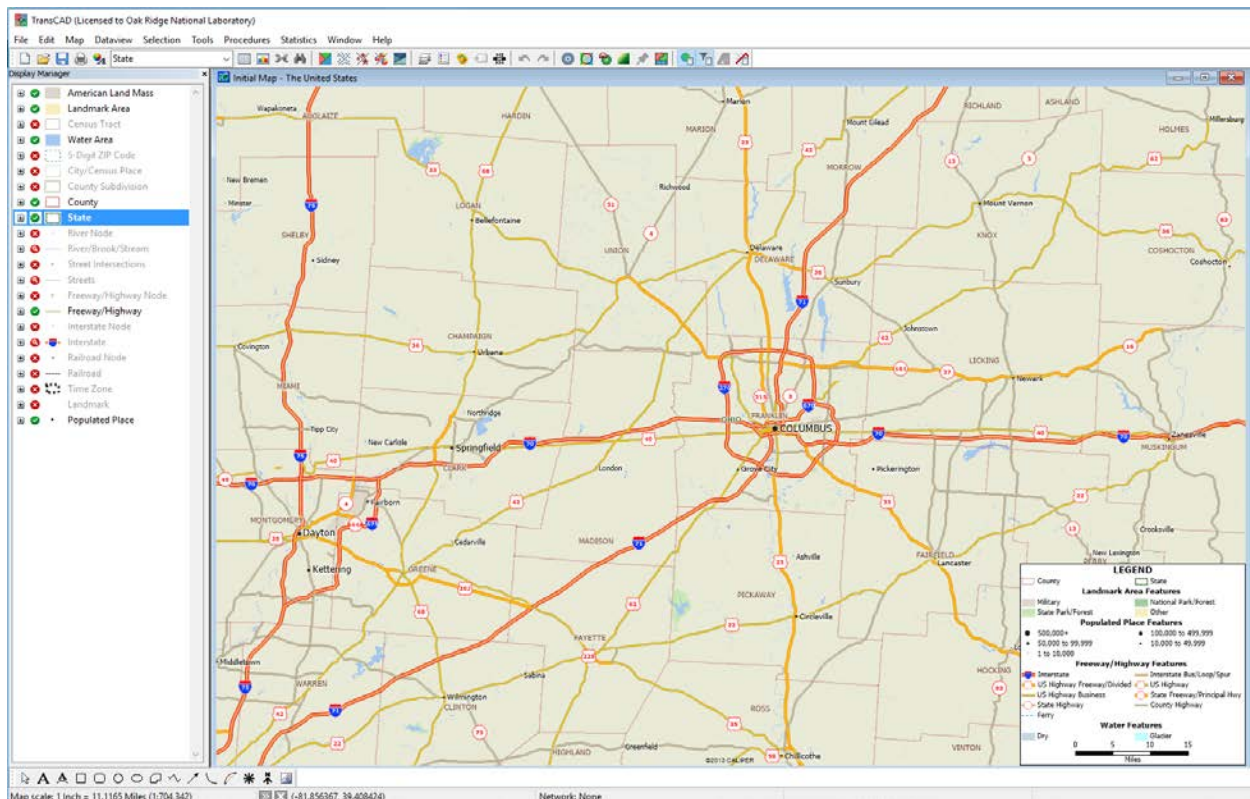 TransCAD (Licensed to Oak Ridge National Laboratory)
File Edit Map Dataview Selection Tools Procedures Statistics Window Help
State
Display Manager
American Land Mass
Landmark Area
Census Tract
Water Area
5-Digit ZIP Code
City/Census Place
County Subdivision
County
State
River Node
River/Brook/Stream
Street Intersections
Streets
Freeway/Highway Node
Freeway/Highway
Interstate Node
Interstate
Railroad Node
Railroad
Time Zone
Landmark
Populated Place
Initial Map - The United States
Wapakoneta
AUGLAIZE
HARDIN
Marion
MARION
Mount Gilead
RICHLAND
ASHLAND
Millersburg
HOLMES
MORROW
New Bremen
Minster
Richwood
LOGAN
Bellefontaine
Mount Vernon
KNOX
SHELBY
UNION
Delaware
DELAWARE
COSHOCTON
Coshocton
Sidney
Sunbury
CHAMPAIGN
Johnstown
Covington
Urbana
LICKING
Newark
MIAMI
Northridge
OHIO
FRANKLIN
COLUMBUS
Tipp City
New Carlisle
Springfield
CLARK
London
Grove City
Pickerington
Zanesville
MUSKINGUM
Fairborn
MONTGOMERY
Dayton
Cedarville
MADISON
Ashville
FAIRFIELD
Lancaster
Crooksville
New Lexington
PERRY
Kettering
GREENE
PICKAWAY
Circleville
FAYETTE
Middletown
WARREN
Sabina
HOCKING
Wilmington
CLINTON
ROSS
HIGHLAND
Greenfield
Chillicothe
VINTON
©2013 CALIPER
LEGEND
County State
Landmark Area Features
Military National Park/Forest
State Park/Forest Other
Populated Place Features
500,000+ 100,000 to 499,999
50,000 to 99,999 10,000 to 49,999
1 to 10,000
Freeway/Highway Features
Interstate Interstate Bus/Loop/Spur
US Highway Freeway/Divided US Highway
US Highway Business State Freeway/Principal Hwy
State Highway County Highway
Ferry
Water Features
Dry Glacier
0 5 10 15
Miles
Map scale: 1 Inch = 11.1165 Miles (1:704,342)
(-81.856367, 39.408424)
Network: None